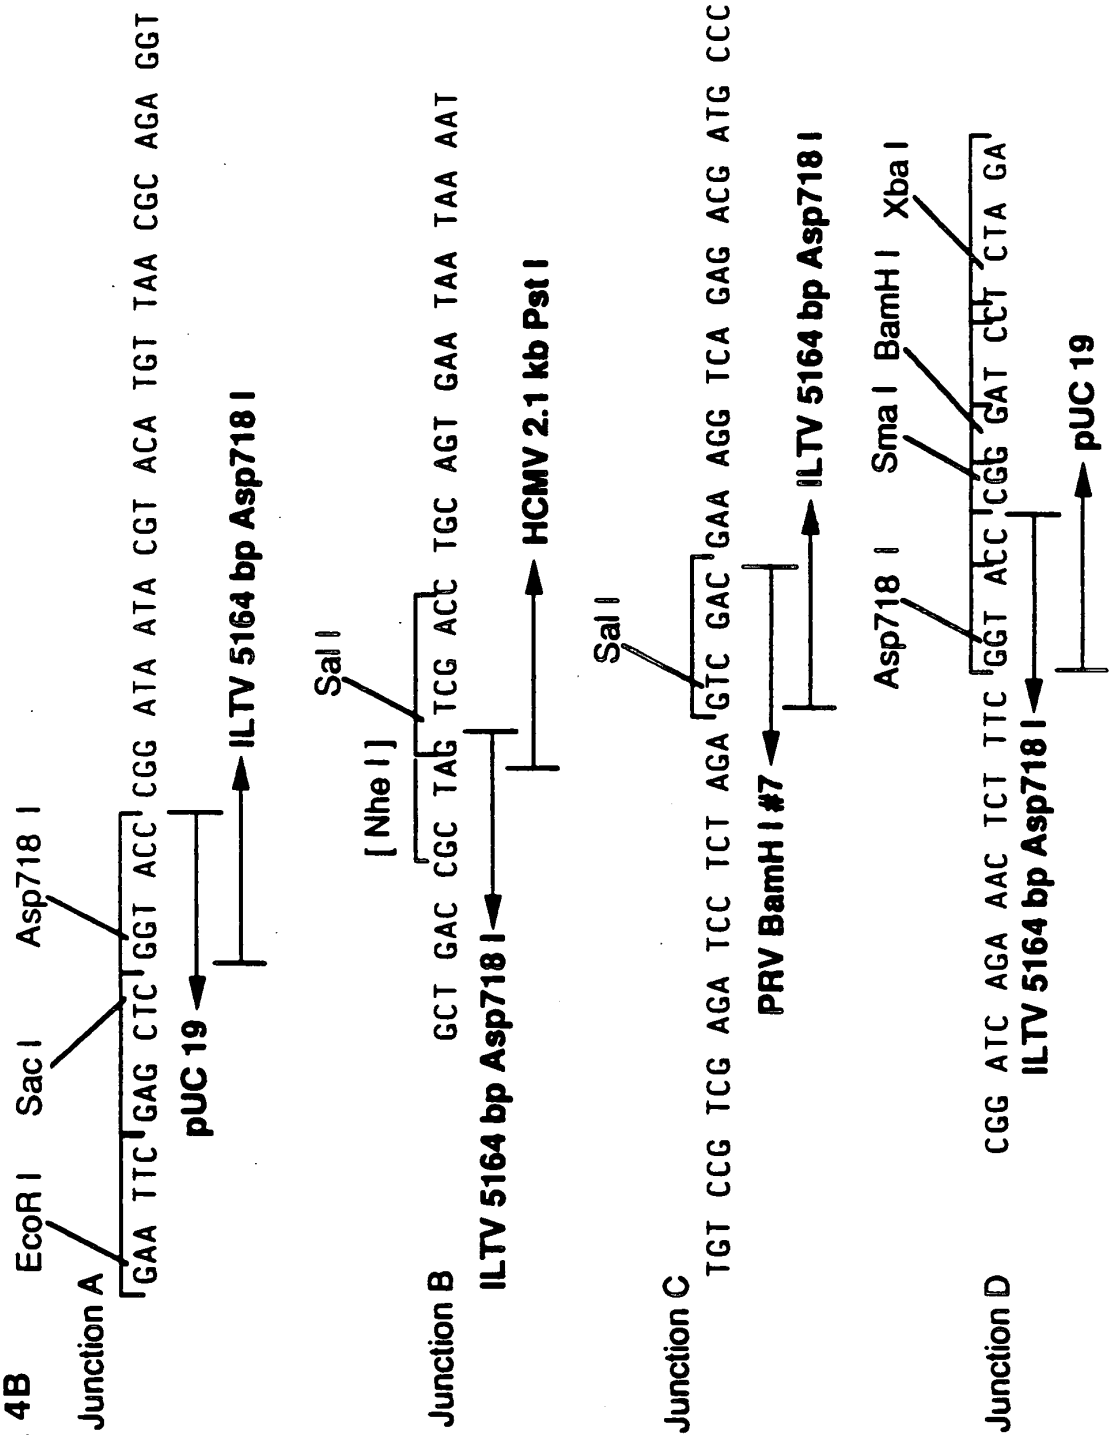 4B
EcoR I Sac I Asp718 I
Junction A
GAA TTC GAG CTC GGT ACC CGG ATA ATA CGT ACA TGT TAA CGC AGA GGT
pUC 19
ILTV 5164 bp Asp718 I
[Nhe I] Sal I
Junction B
GCT GAC CGC TAG TCG ACC TGC AGT GAA TAA TAA AAT
ILTV 5164 bp Asp718 I
HCMV 2.1 kb Pst I
Sal I
Junction C
TGT CCG TCG AGA TCC TCT AGA GTC GAC GAA AGG TCA GAG ACG ATG CCC
PRV BamH I #7
ILTV 5164 bp Asp718 I
Asp718 I Sma I BamH I Xba I
Junction D
CGG ATC AGA AAC TCT TTC GGT ACC CGG GAT CCT CTA GA
ILTV 5164 bp Asp718 I
pUC 19